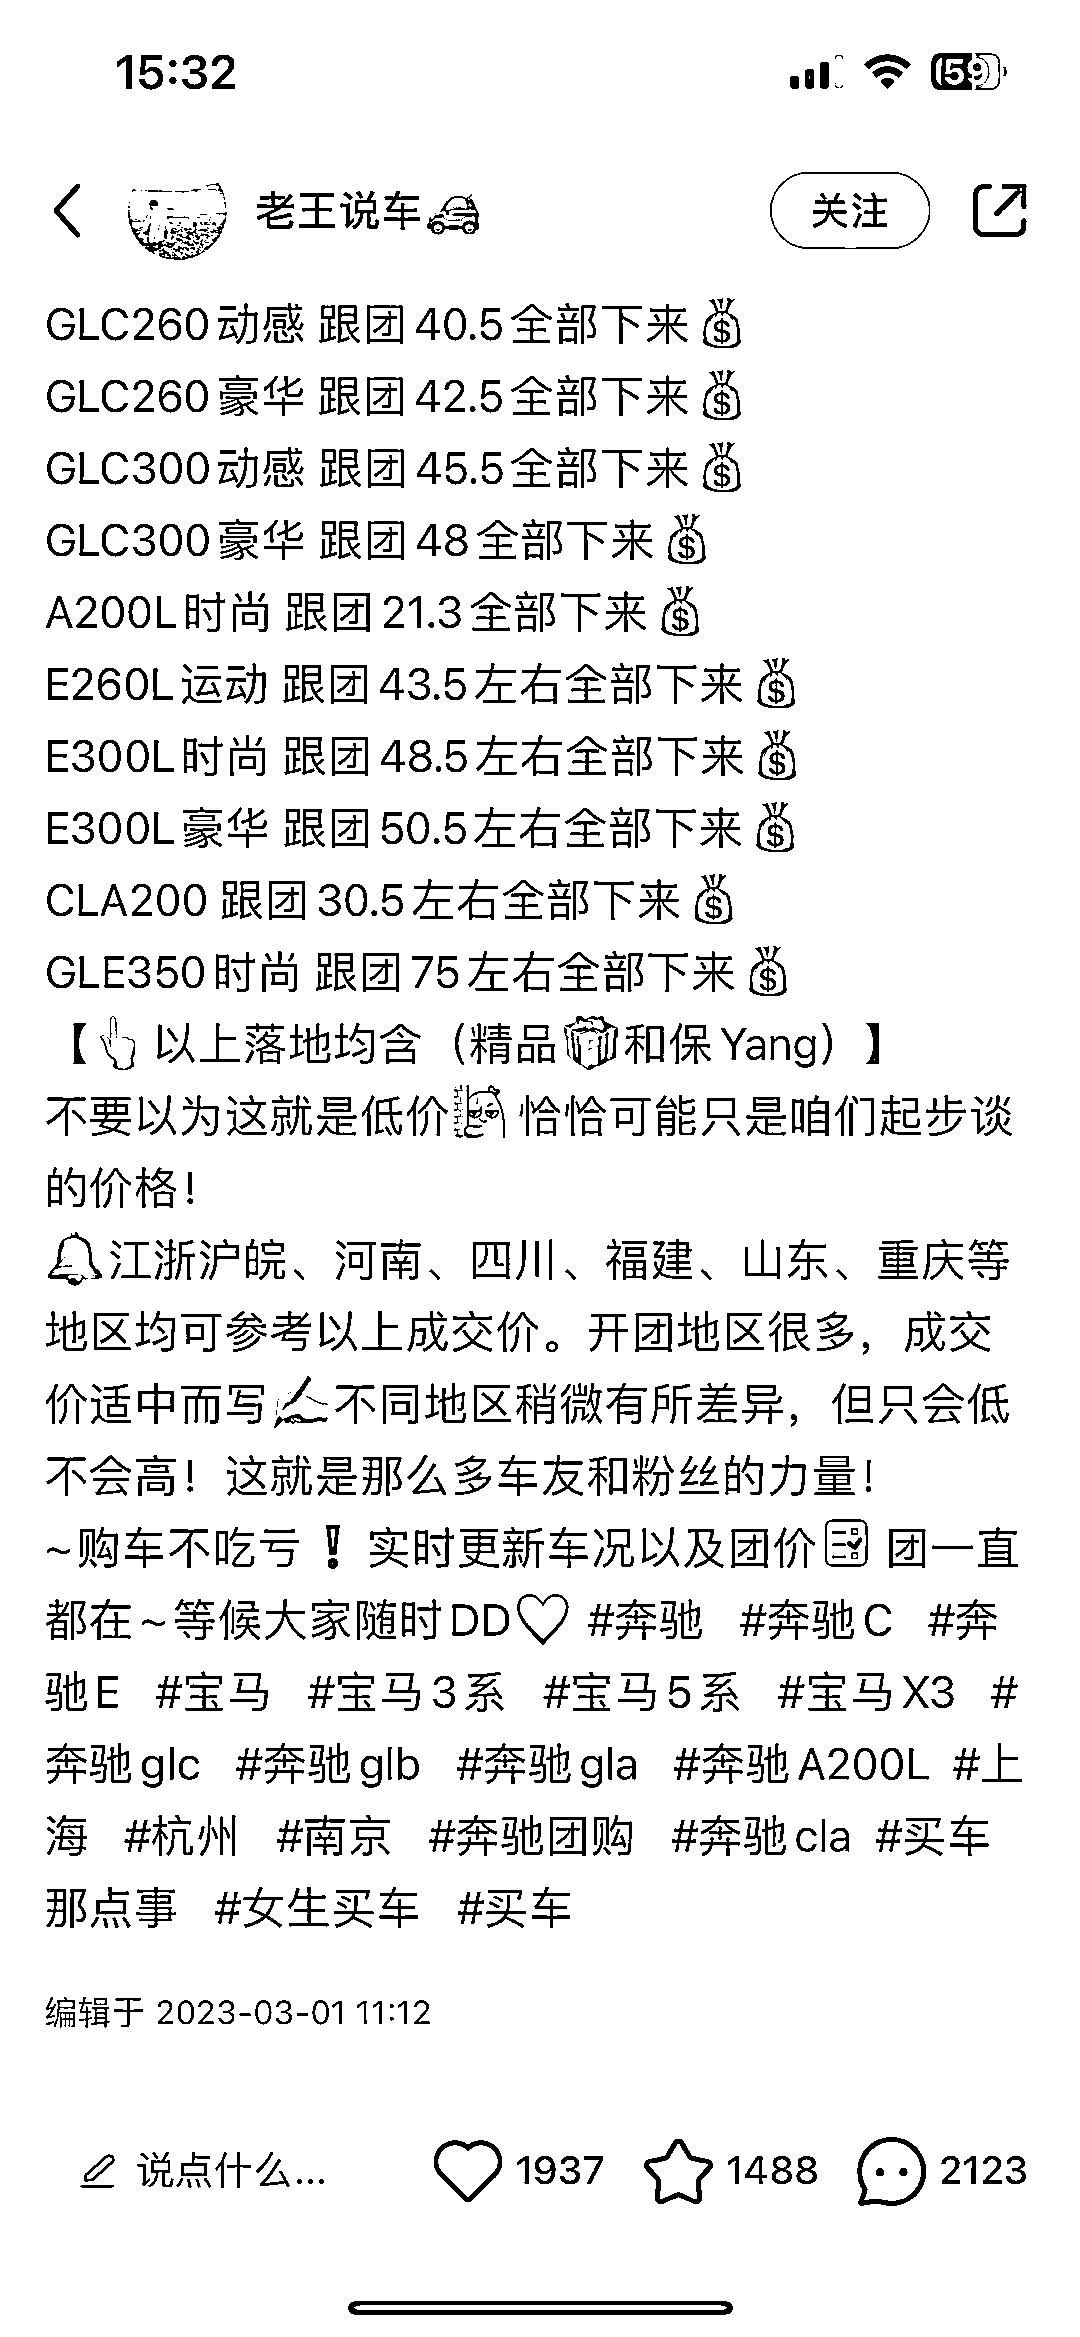 15:32
59
老王说车🚗
关注
GLC260动感 跟团40.5全部下来💰
GLC260豪华 跟团42.5全部下来💰
GLC300动感 跟团45.5全部下来💰
GLC300豪华 跟团48全部下来💰
A200L时尚 跟团21.3全部下来💰
E260L运动 跟团43.5左右全部下来💰
E300L时尚 跟团48.5左右全部下来💰
E300L豪华 跟团50.5左右全部下来💰
CLA200 跟团30.5左右全部下来💰
GLE350时尚 跟团75左右全部下来💰
【👆以上落地均含（精品🎁和保Yang）】
不要以为这就是低价 恰恰可能只是咱们起步谈
的价格！
🔔江浙沪皖、河南、四川、福建、山东、重庆等
地区均可参考以上成交价。开团地区很多，成交
价适中而写✍️不同地区稍微有所差异，但只会低
不会高！这就是那么多车友和粉丝的力量！
~购车不吃亏❗实时更新车况以及团价 团一直
都在~等候大家随时DD♡ #奔驰 #奔驰C #奔
驰E #宝马 #宝马3系 #宝马5系 #宝马X3 #
奔驰glc #奔驰glb #奔驰gla #奔驰A200L #上
海 #杭州 #南京 #奔驰团购 #奔驰cla #买车
那点事 #女生买车 #买车
编辑于 2023-03-01 11:12
说点什么...
1937
1488
2123